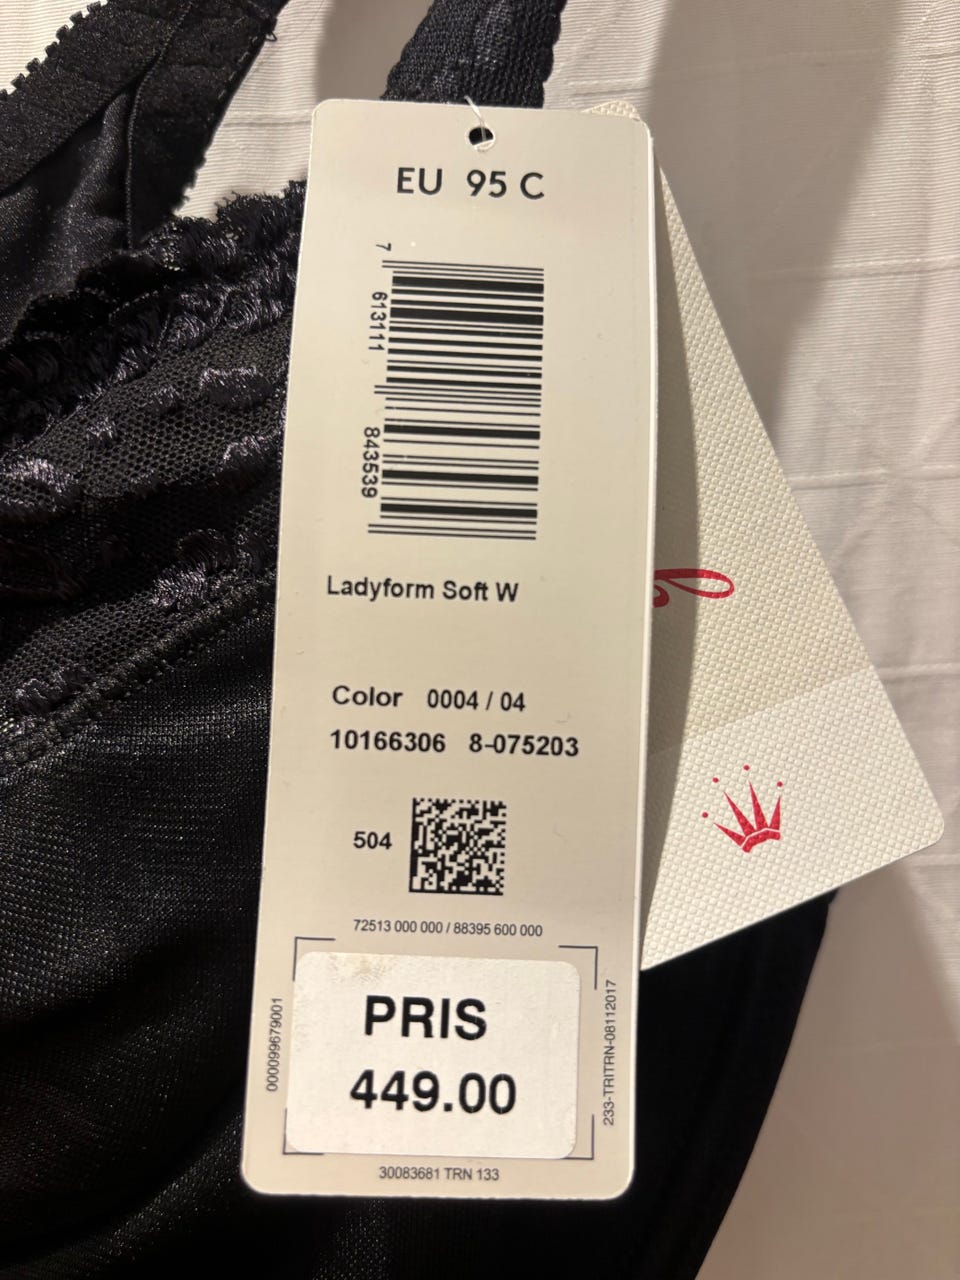 EU 95 C
7 613111 843539
Ladyform Soft W
Color 0004 / 04
10166306 8-075203
504
72513 000 000 / 88395 600 000
PRIS
449.00
000099679001
233-TRITRN-08112017
30083681 TRN 133